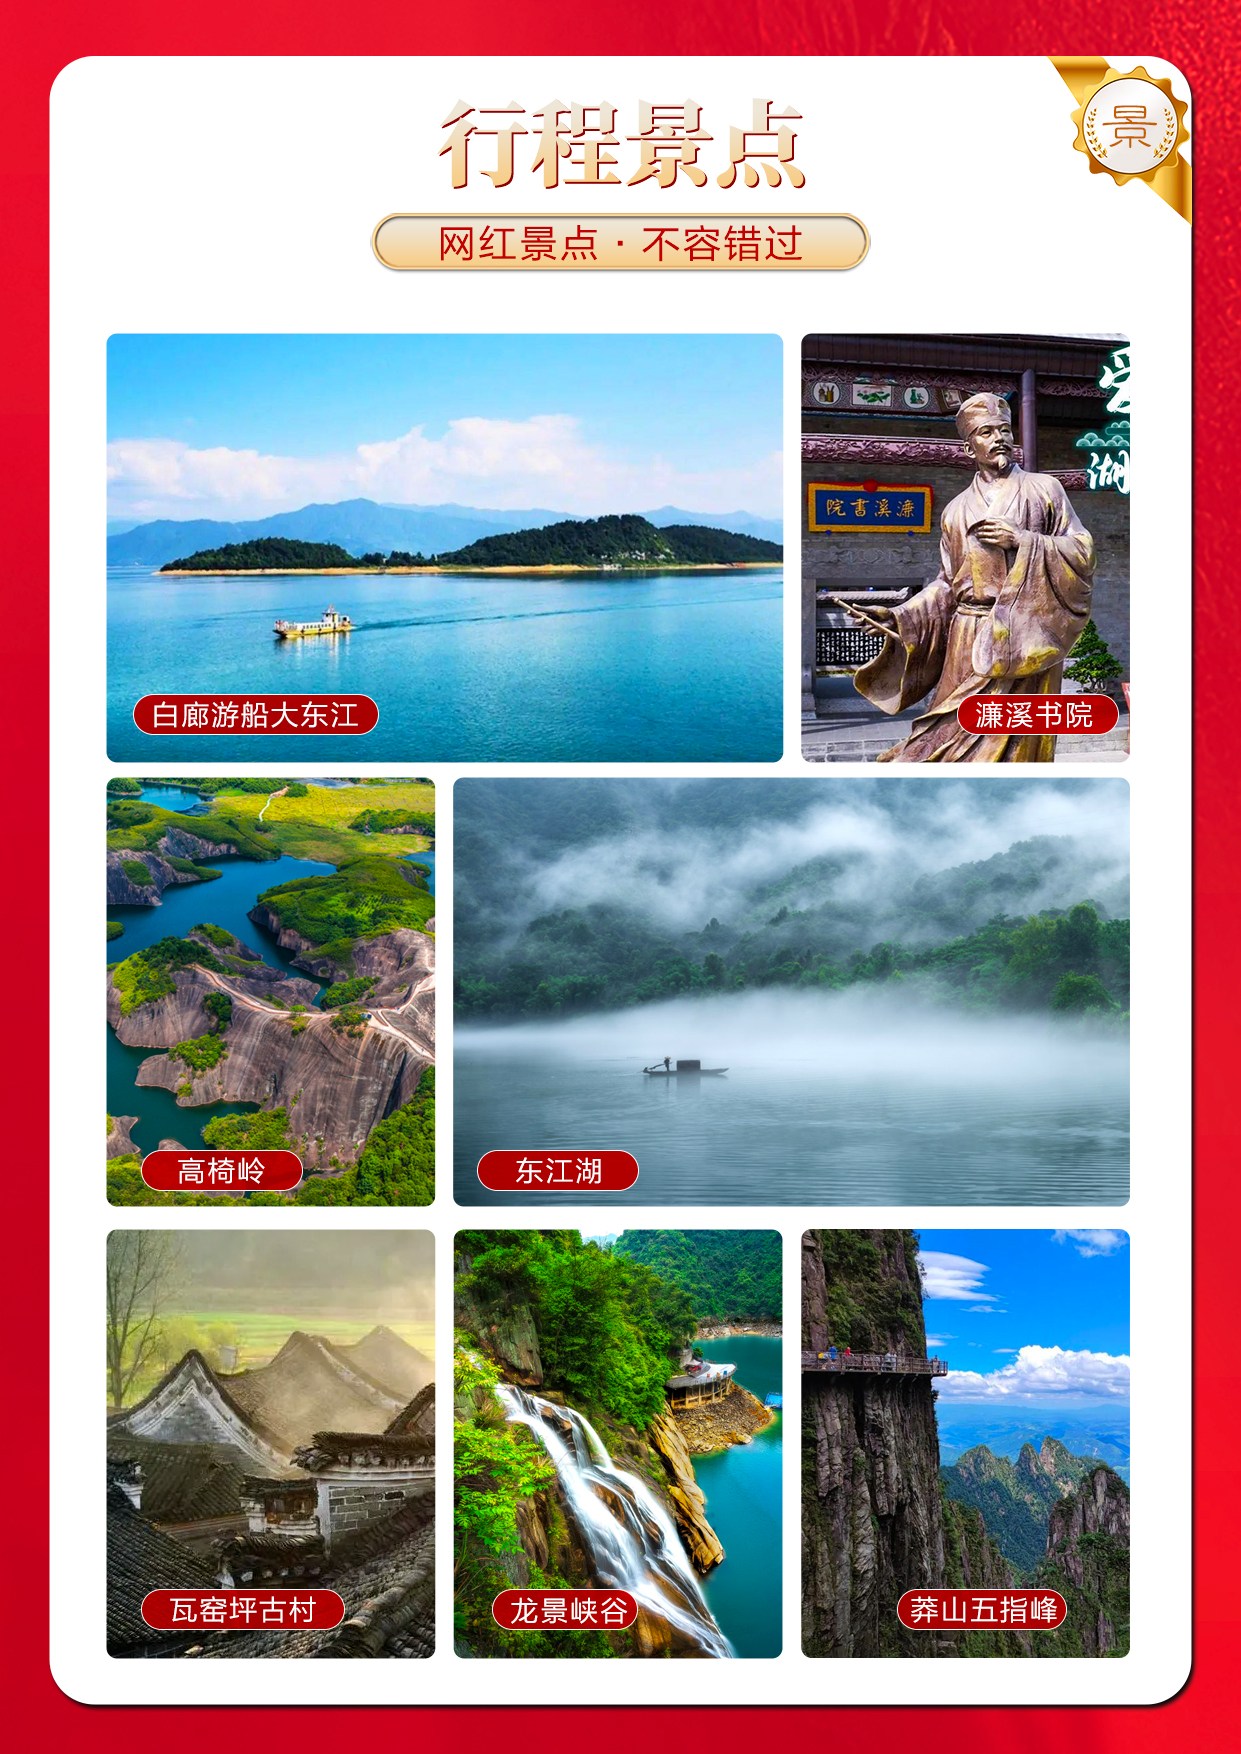 行程景点
景
网红景点·不容错过
濂溪書院
湖
白廊游船大东江
濂溪书院
高椅岭
东江湖
瓦窑坪古村
龙景峡谷
莽山五指峰